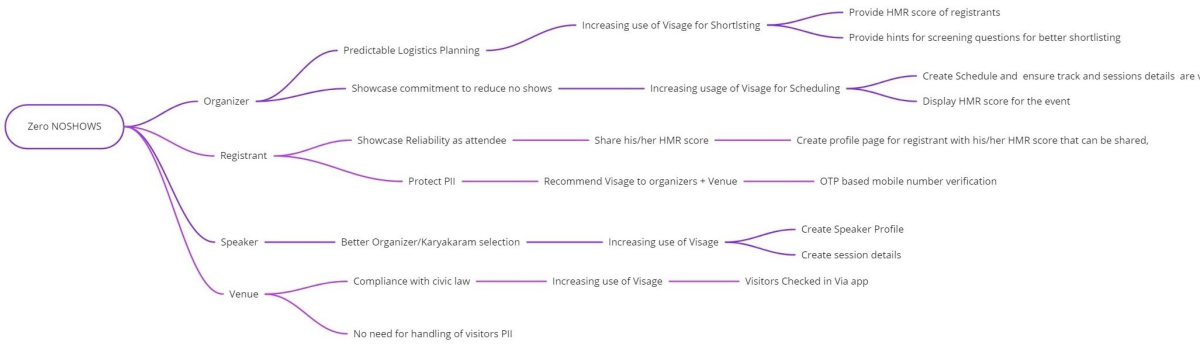 Zero NOSHOWS
Organizer
Predictable Logistics Planning
Increasing use of Visage for Shortlsting
Provide HMR score of registrants
Provide hints for screening questions for better shortlisting
Showcase commitment to reduce no shows
Increasing usage of Visage for Scheduling
Create Schedule and ensure track and sessions details are
Display HMR score for the event
Registrant
Showcase Reliability as attendee
Share his/her HMR score
Create profile page for registrant with his/her HMR score that can be shared,
Protect PII
Recommend Visage to organizers + Venue
OTP based mobile number verification
Speaker
Better Organizer/Karyakaram selection
Increasing use of Visage
Create Speaker Profile
Create session details
Venue
Compliance with civic law
Increasing use of Visage
Visitors Checked in Via app
No need for handling of visitors PII